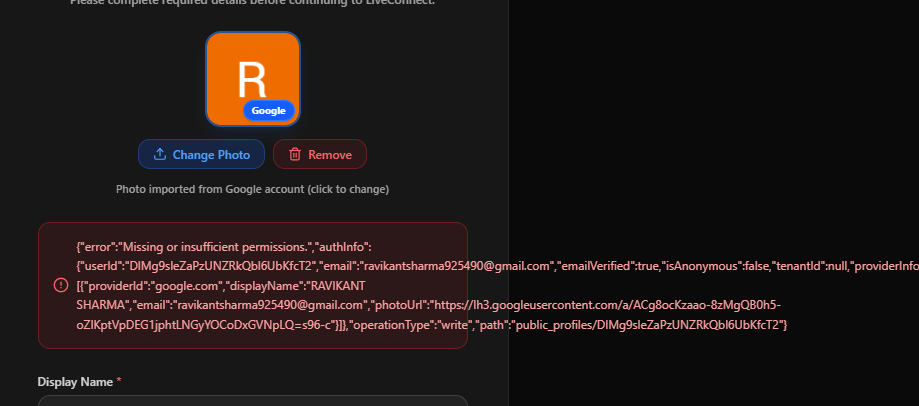 Please complete required details before continuing to LiveConnect.
R
Google
Change Photo
Remove
Photo imported from Google account (click to change)
{"error":"Missing or insufficient permissions.","authInfo":
{"userId":"DIMg9sIeZaPzUNZRkQbI6UbKfcT2","email":"ravikantsharma925490@gmail.com","emailVerified":true,"isAnonymous":false,"tenantId":null,"providerInfo
[{"providerId":"google.com","displayName":"RAVIKANT
SHARMA","email":"ravikantsharma925490@gmail.com","photoUrl":"https://lh3.googleusercontent.com/a/ACg8ocKzaao-8zMgQB0h5-
oZIKptVpDEG1jphtLNGyYOCoDxGVNpLQ=s96-c"}]},"operationType":"write","path":"public_profiles/DIMg9sIeZaPzUNZRkQbI6UbKfcT2"}
Display Name *